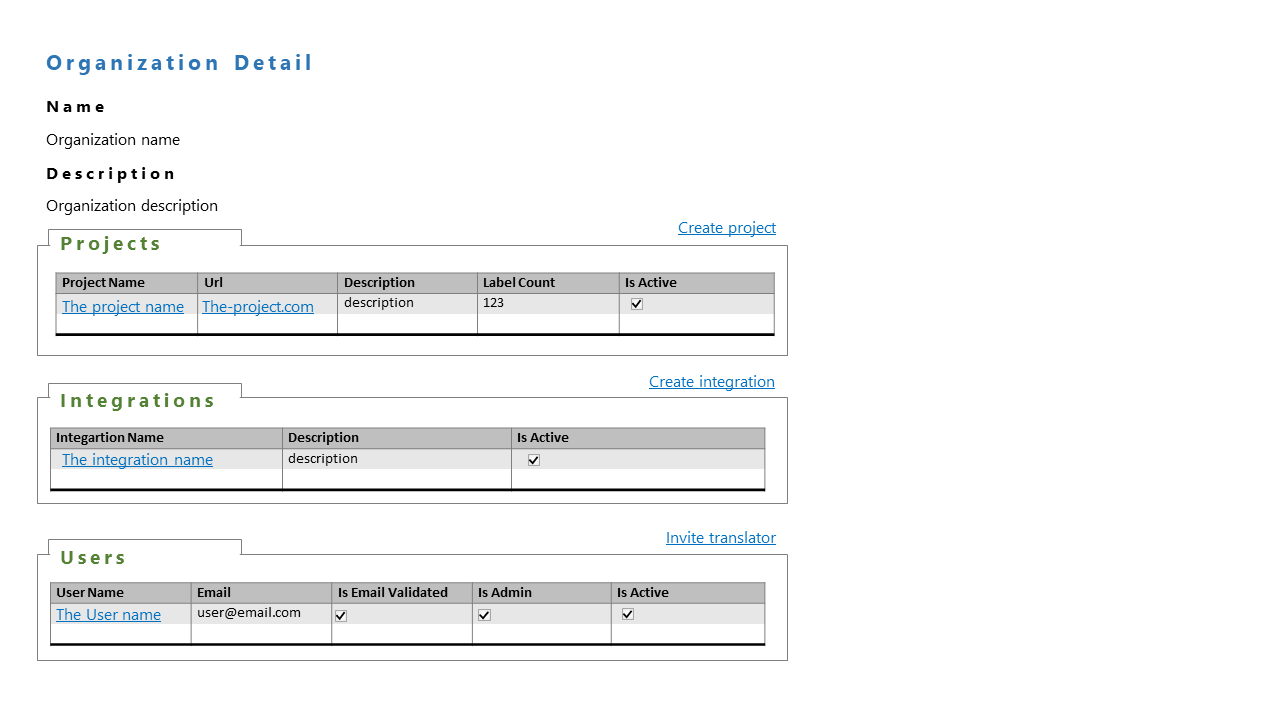 Organization Detail
Name
Organization name
Description
Organization description
Create project
Projects
Project Name Url Description Label Count Is Active
The project name The-project.com description 123
Create integration
Integrations
Integartion Name Description Is Active
The integration name description
Invite translator
Users
User Name Email Is Email Validated Is Admin Is Active
The User name user@email.com